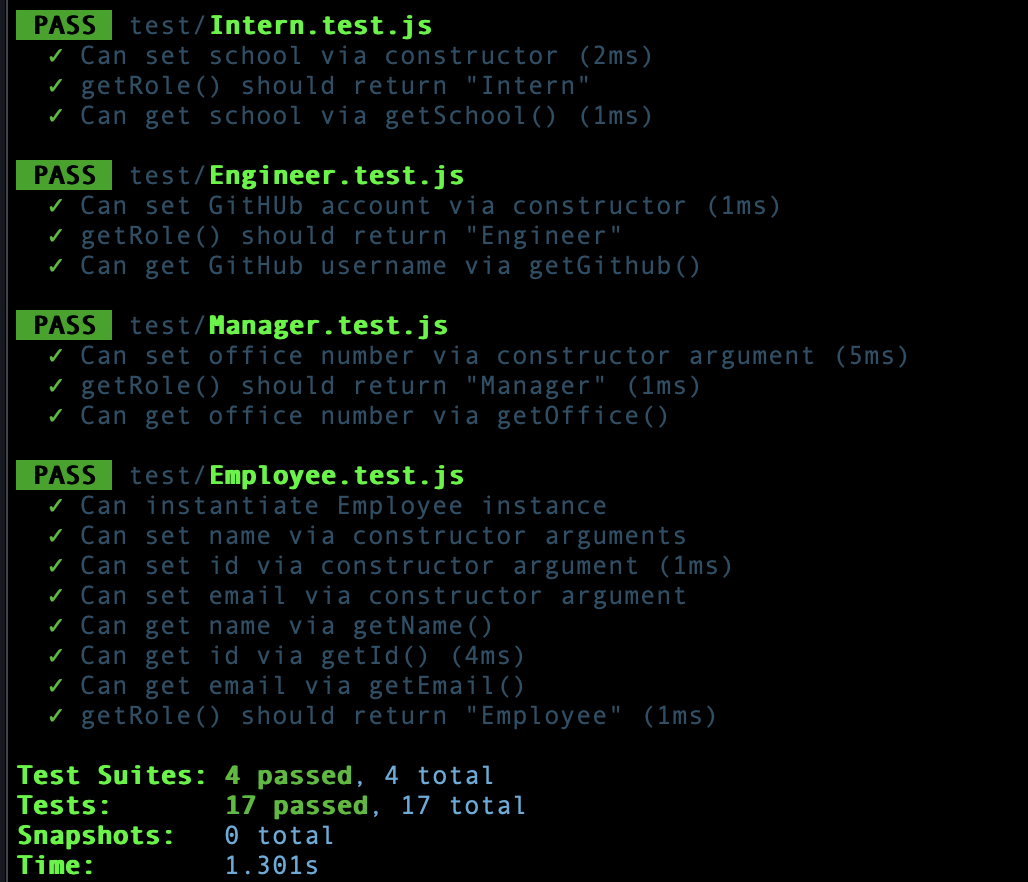 PASS test/Intern.test.js
✓ Can set school via constructor (2ms)
✓ getRole() should return "Intern"
✓ Can get school via getSchool() (1ms)
PASS test/Engineer.test.js
✓ Can set GitHUb account via constructor (1ms)
✓ getRole() should return "Engineer"
✓ Can get GitHub username via getGithub()
PASS test/Manager.test.js
✓ Can set office number via constructor argument (5ms)
✓ getRole() should return "Manager" (1ms)
✓ Can get office number via getOffice()
PASS test/Employee.test.js
✓ Can instantiate Employee instance
✓ Can set name via constructor arguments
✓ Can set id via constructor argument (1ms)
✓ Can set email via constructor argument
✓ Can get name via getName()
✓ Can get id via getId() (4ms)
✓ Can get email via getEmail()
✓ getRole() should return "Employee" (1ms)
Test Suites: 4 passed, 4 total
Tests: 17 passed, 17 total
Snapshots: 0 total
Time: 1.301s